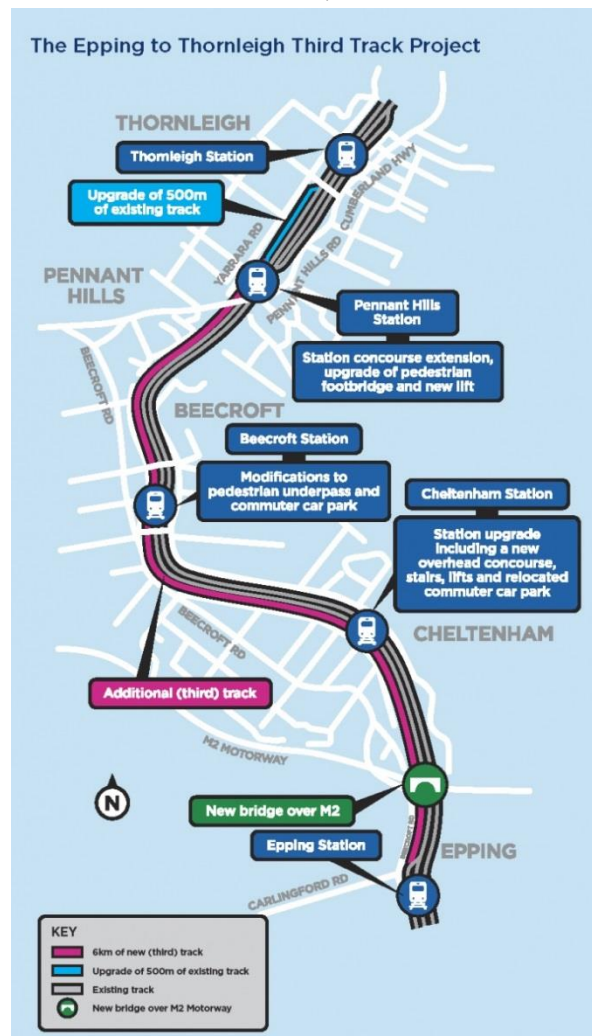 The Epping to Thornleigh Third Track Project
THORNLEIGH
Thornleigh Station
CUMBERLAND HWY
Upgrade of 500m
of existing track
YARRARA RD
PENNANT HILLS RD
PENNANT
HILLS
Pennant Hills
Station
Station concourse extension,
upgrade of pedestrian
footbridge and new lift
BEECROFT RD
BEECROFT
Beecroft Station
Modifications to
pedestrian underpass and
commuter car park
Cheltenham Station
Station upgrade
including a new
overhead concourse,
stairs, lifts and relocated
commuter car park
BEECROFT RD
CHELTENHAM
Additional (third) track
M2 MOTORWAY
N
New bridge over M2
BEECROFT RD
Epping Station
EPPING
CARLINGFORD RD
KEY
6km of new (third) track
Upgrade of 500m of existing track
Existing track
New bridge over M2 Motorway